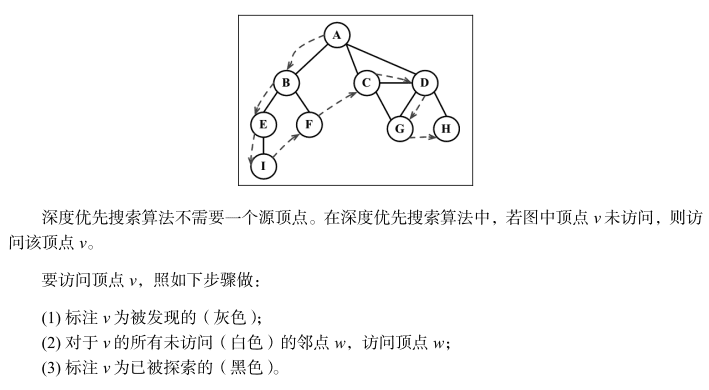 A
B
C
D
E
F
G
H
I
深度优先搜索算法不需要一个源顶点。在深度优先搜索算法中，若图中顶点 v 未访问，则访
问该顶点 v。
要访问顶点 v，照如下步骤做：
(1) 标注 v 为被发现的（灰色）；
(2) 对于 v 的所有未访问（白色）的邻点 w，访问顶点 w；
(3) 标注 v 为已被探索的（黑色）。